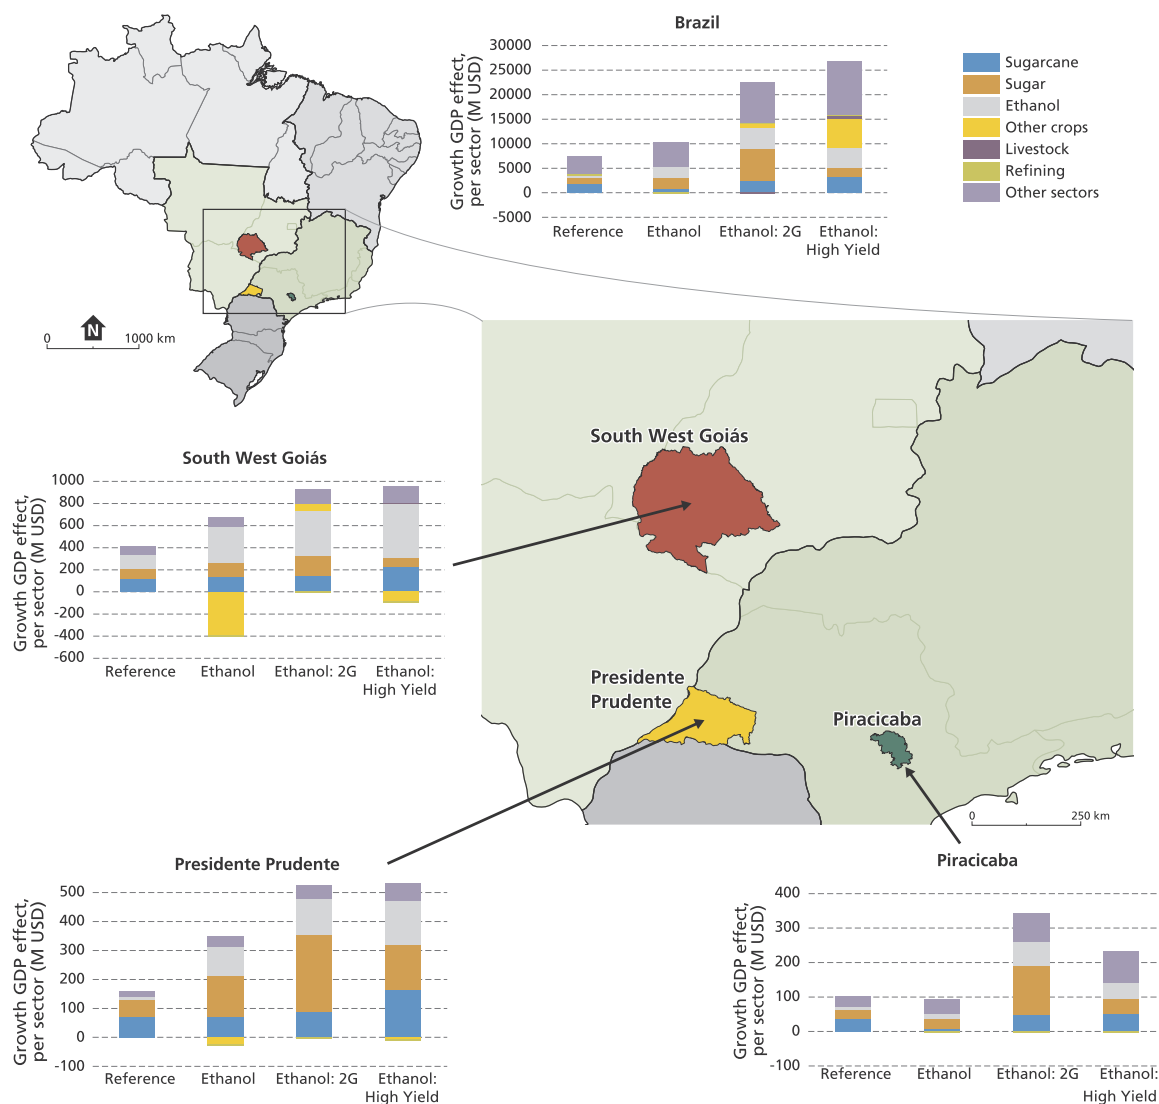 Brazil
Growth GDP effect,
per sector (M USD)
30000
25000
20000
15000
10000
5000
0
-5000
Reference
Ethanol
Ethanol: 2G
Ethanol:
High Yield
Sugarcane
Sugar
Ethanol
Other crops
Livestock
Refining
Other sectors
N
0
1000 km
South West Goiás
Presidente
Prudente
Piracicaba
0
250 km
South West Goiás
Growth GDP effect,
per sector (M USD)
1000
800
600
400
200
0
-200
-400
-600
Reference
Ethanol
Ethanol: 2G
Ethanol:
High Yield
Presidente Prudente
Growth GDP effect,
per sector (M USD)
500
400
300
200
100
0
-100
Reference
Ethanol
Ethanol: 2G
Ethanol:
High Yield
Piracicaba
Growth GDP effect,
per sector (M USD)
400
300
200
100
0
-100
Reference
Ethanol
Ethanol: 2G
Ethanol:
High Yield